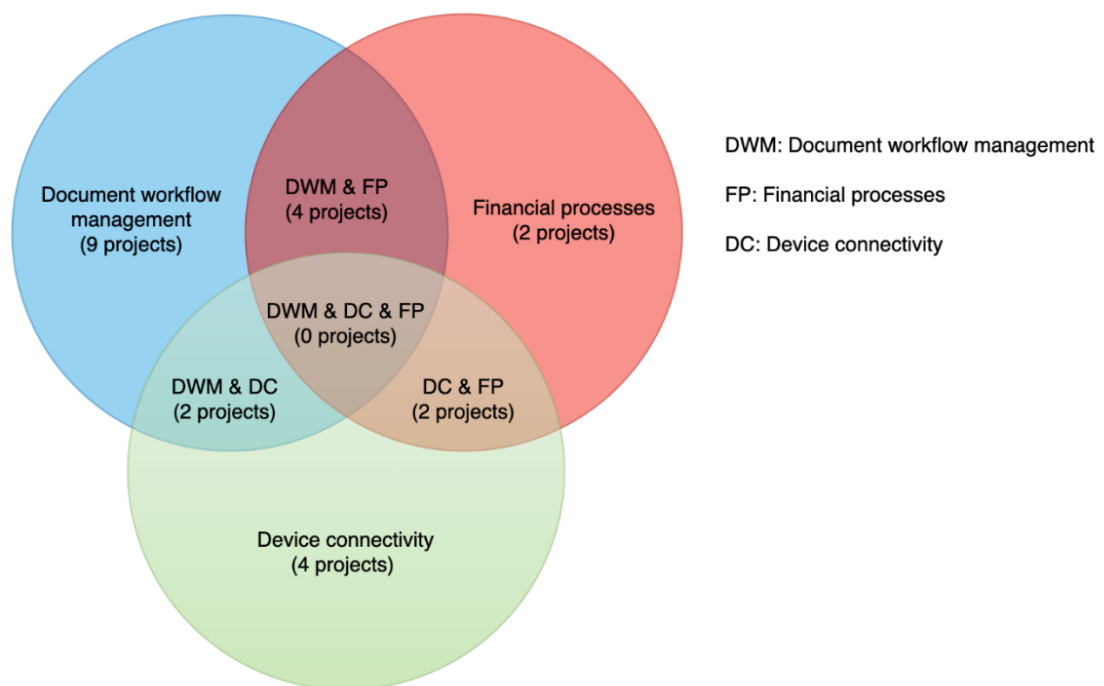 Document workflow
management
(9 projects)
DWM & FP
(4 projects)
Financial processes
(2 projects)
DWM & DC & FP
(0 projects)
DWM & DC
(2 projects)
DC & FP
(2 projects)
Device connectivity
(4 projects)
DWM: Document workflow management
FP: Financial processes
DC: Device connectivity